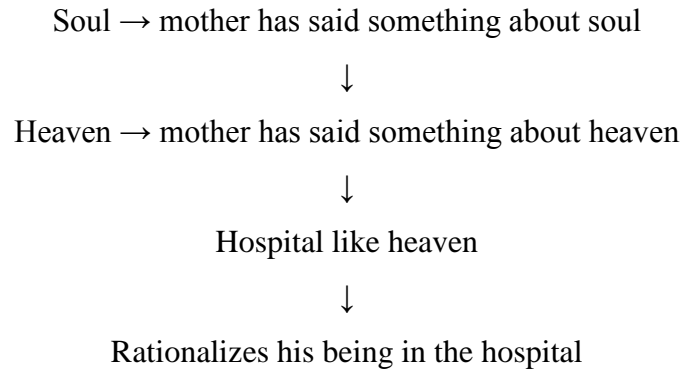 Soul → mother has said something about soul
↓
Heaven → mother has said something about heaven
↓
Hospital like heaven
↓
Rationalizes his being in the hospital